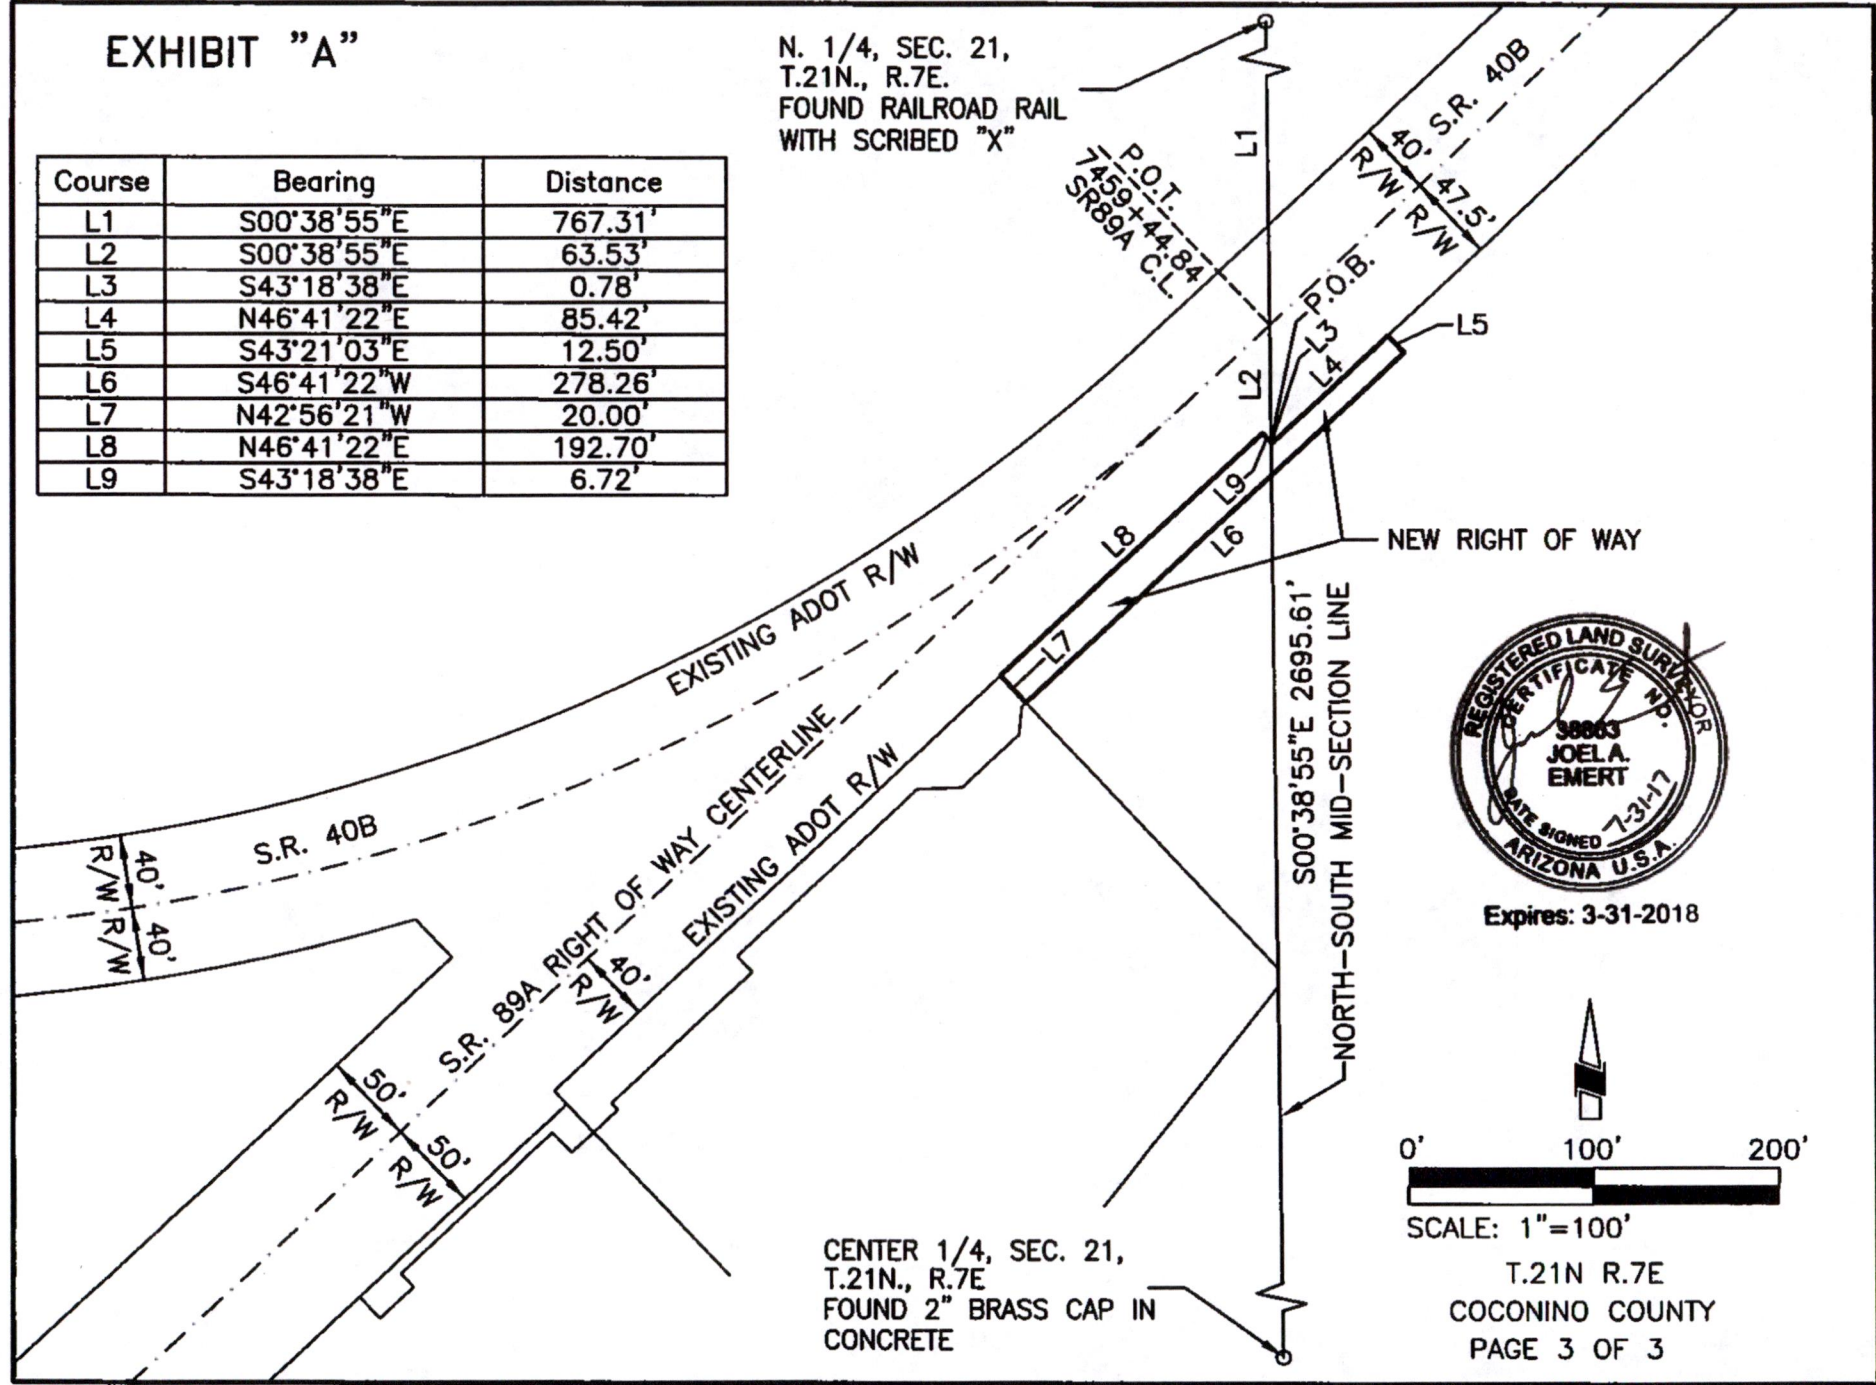 EXHIBIT "A"
N. 1/4, SEC. 21,
T.21N., R.7E.
FOUND RAILROAD RAIL
WITH SCRIBED "X"
Course Bearing Distance
L1 S00°38'55"E 767.31'
L2 S00°38'55"E 63.53'
L3 S43°18'38"E 0.78'
L4 N46°41'22"E 85.42'
L5 S43°21'03"E 12.50'
L6 S46°41'22"W 278.26'
L7 N42°56'21"W 20.00'
L8 N46°41'22"E 192.70'
L9 S43°18'38"E 6.72'
L1
P.O.T.
7459+44.84
SR89A C.L.
S.R. 40B
40'
R/W
47.5'
R/W
P.O.B.
L3
L4
L5
L2
L9
L8
L6
L7
NEW RIGHT OF WAY
EXISTING ADOT R/W
S.R. 40B
40'
R/W
40'
R/W
S.R. 89A RIGHT OF WAY CENTERLINE
EXISTING ADOT R/W
40'
R/W
50'
R/W
50'
R/W
S00°38'55"E 2695.61'
NORTH-SOUTH MID-SECTION LINE
REGISTERED LAND SURVEYOR
CERTIFICATE NO.
38863
JOEL A.
EMERT
DATE SIGNED 7-31-17
ARIZONA U.S.A.
Expires: 3-31-2018
0' 100' 200'
SCALE: 1"=100'
T.21N R.7E
COCONINO COUNTY
PAGE 3 OF 3
CENTER 1/4, SEC. 21,
T.21N., R.7E
FOUND 2" BRASS CAP IN
CONCRETE